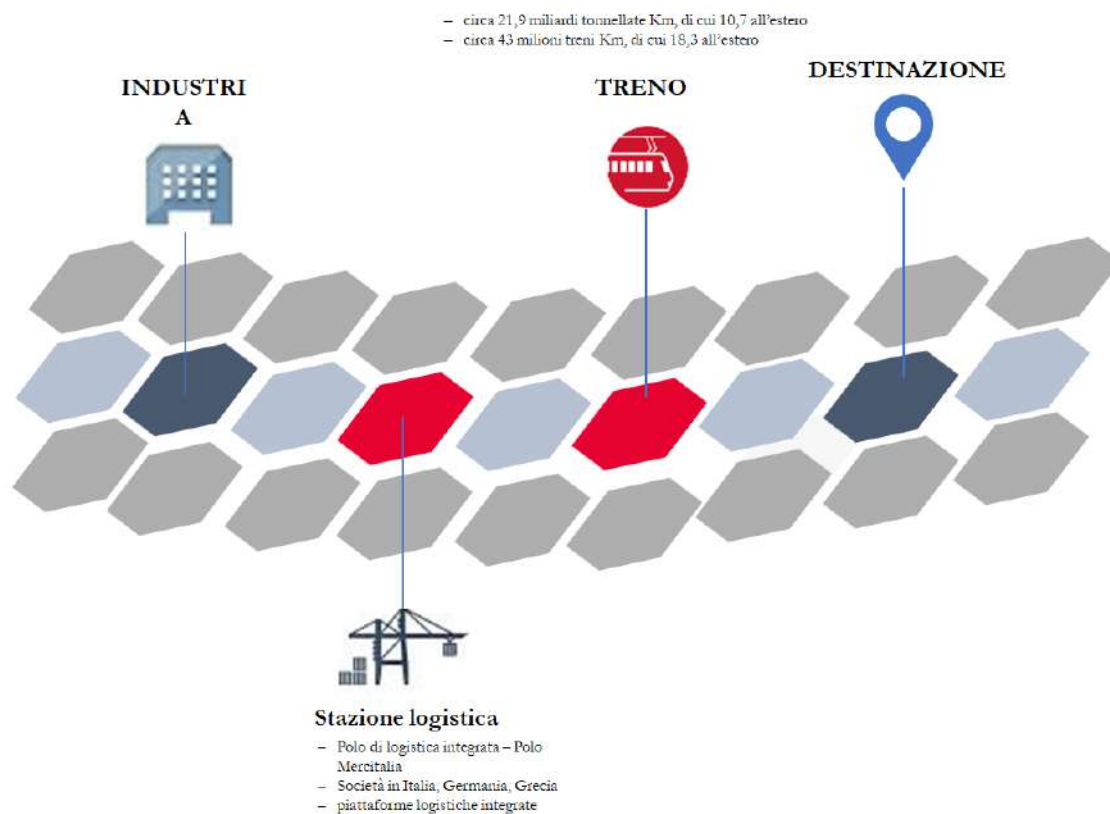 – circa 21,9 miliardi tonnellate Km, di cui 10,7 all’estero
– circa 43 milioni treni Km, di cui 18,3 all’estero
INDUSTRI
A
TRENO
DESTINAZIONE
Stazione logistica
– Polo di logistica integrata – Polo
Mercitalia
– Società in Italia, Germania, Grecia
– piattaforme logistiche integrate